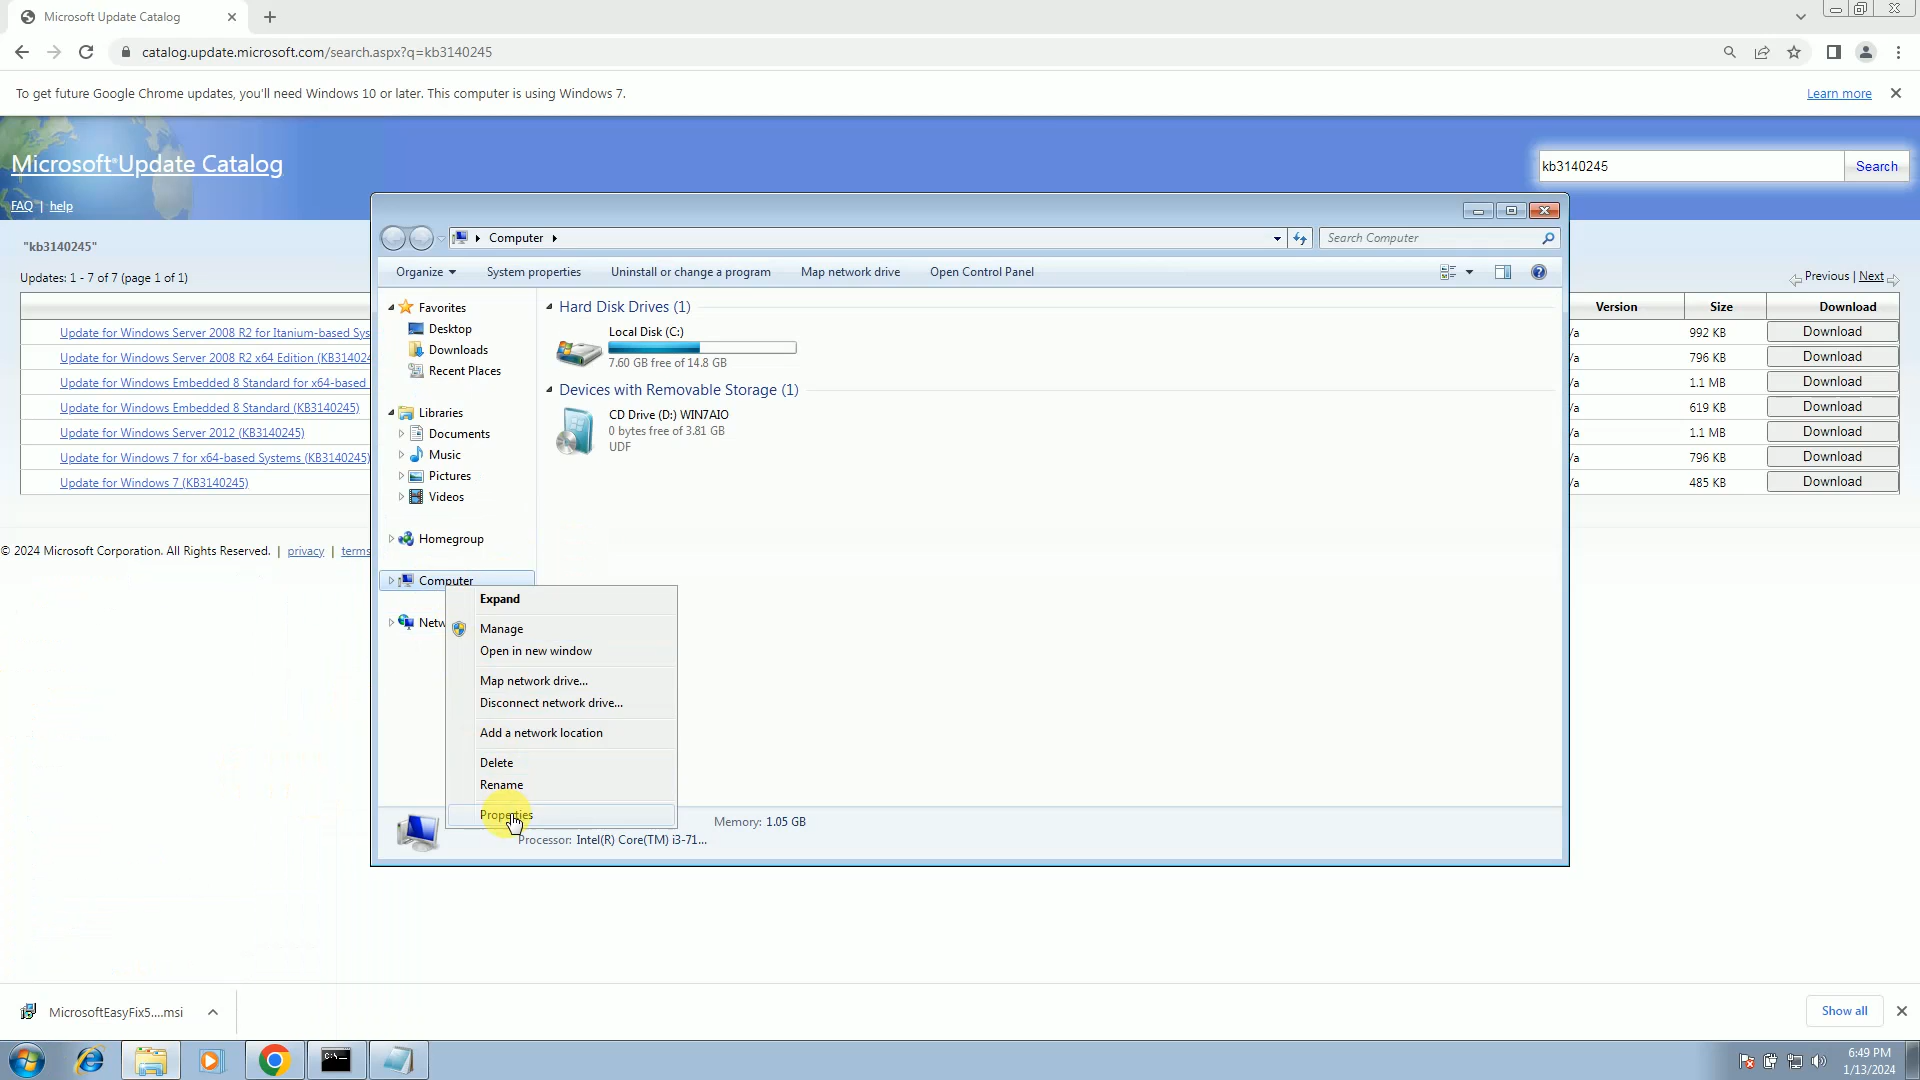 Microsoft Update Catalog
catalog.update.microsoft.com/search.aspx?q=kb3140245
To get future Google Chrome updates, you'll need Windows 10 or later. This computer is using Windows 7.
Learn more
Microsoft Update Catalog
kb3140245
Search
FAQ | help
"kb3140245"
Updates: 1 - 7 of 7 (page 1 of 1)
Previous | Next
Version Size Download
Update for Windows Server 2008 R2 for Itanium-based Sys
/a 992 KB Download
Update for Windows Server 2008 R2 x64 Edition (KB314024
/a 796 KB Download
Update for Windows Embedded 8 Standard for x64-based
/a 1.1 MB Download
Update for Windows Embedded 8 Standard (KB3140245)
/a 619 KB Download
Update for Windows Server 2012 (KB3140245)
/a 1.1 MB Download
Update for Windows 7 for x64-based Systems (KB3140245)
/a 796 KB Download
Update for Windows 7 (KB3140245)
/a 485 KB Download
© 2024 Microsoft Corporation. All Rights Reserved. | privacy | terms
Computer
Search Computer
Organize System properties Uninstall or change a program Map network drive Open Control Panel
Favorites
Desktop
Downloads
Recent Places
Libraries
Documents
Music
Pictures
Videos
Homegroup
Computer
Netw
Hard Disk Drives (1)
Local Disk (C:)
7.60 GB free of 14.8 GB
Devices with Removable Storage (1)
CD Drive (D:) WIN7AIO
0 bytes free of 3.81 GB
UDF
Expand
Manage
Open in new window
Map network drive...
Disconnect network drive...
Add a network location
Delete
Rename
Properties
Memory: 1.05 GB
Processor: Intel(R) Core(TM) i3-71...
MicrosoftEasyFix5....msi
Show all
C:\_
6:49 PM
1/13/2024